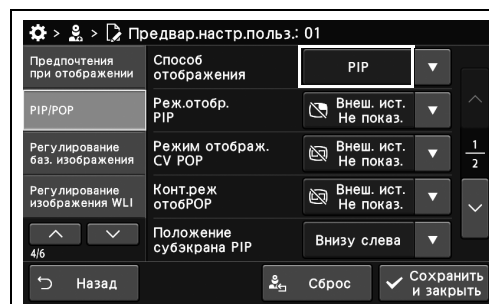 > > Предвар.настр.польз.: 01
Предпочтения
при отображении
PIP/POP
Регулирование
баз. изображения
Регулирование
изображения WLI
4/6
Способ
отображения
PIP
Реж.отобр.
PIP
Внеш. ист.
Не показ.
Режим отображ.
CV POP
Внеш. ист.
Не показ.
Конт.реж
отобPOP
Внеш. ист.
Не показ.
Положение
субэкрана PIP
Внизу слева
1
2
Назад
Сброс
Сохранить
и закрыть